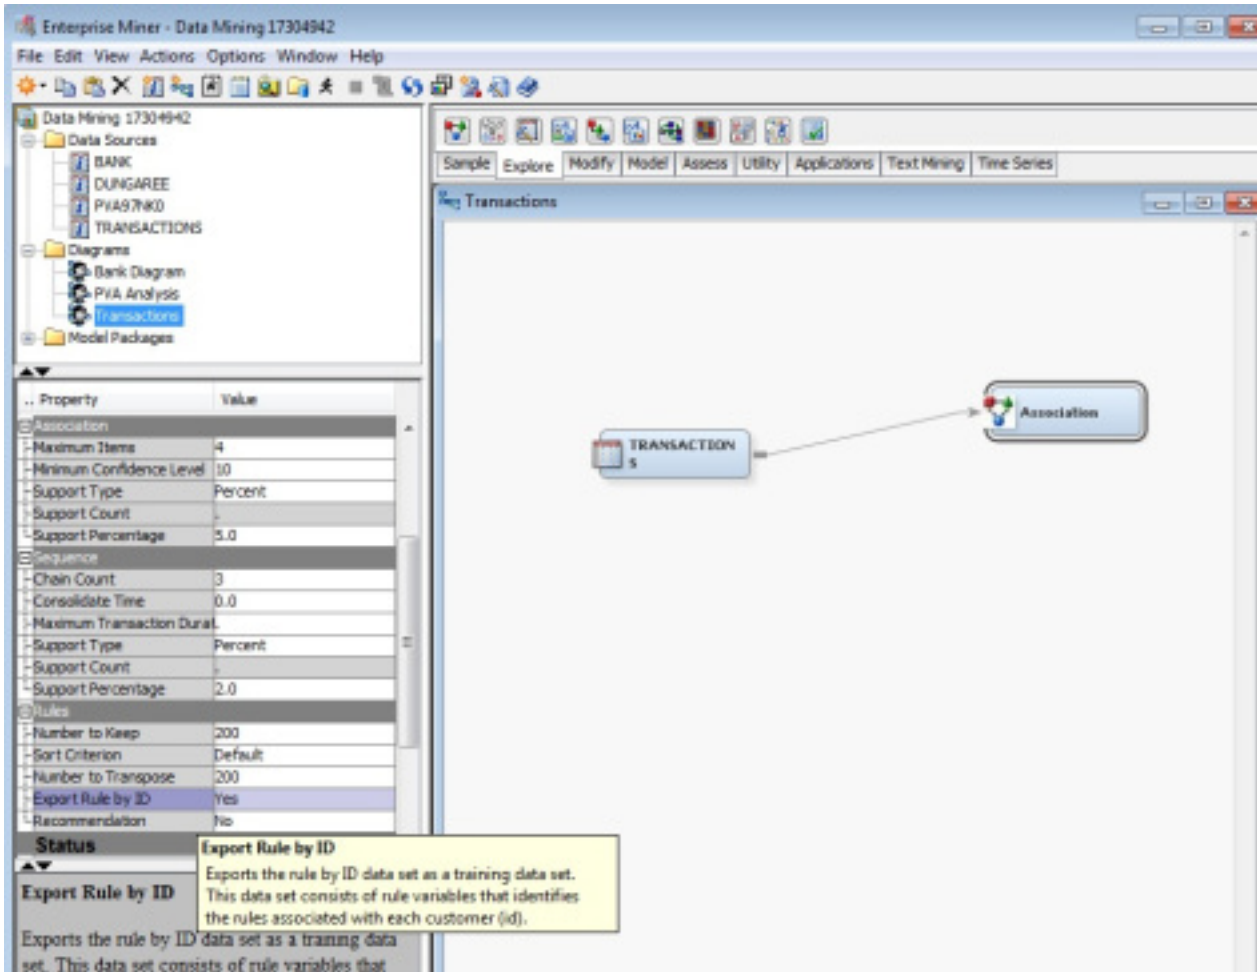 Enterprise Miner - Data Mining 17304942
File Edit View Actions Options Window Help
Data Mining 17304942
Data Sources
BANK
DUNGAREE
PVA97NK0
TRANSACTIONS
Diagrams
Bank Diagram
PVA Analysis
Transactions
Model Packages
.. Property Value
Association
Maximum Items 4
Minimum Confidence Level 10
Support Type Percent
Support Count .
Support Percentage 5.0
Sequence
Chain Count 3
Consolidate Time 0.0
Maximum Transaction Durat .
Support Type Percent
Support Count .
Support Percentage 2.0
Rules
Number to Keep 200
Sort Criterion Default
Number to Transpose 200
Export Rule by ID Yes
Recommendation No
Status
Export Rule by ID
Exports the rule by ID data set as a training data
set. This data set consists of rule variables that
Export Rule by ID
Exports the rule by ID data set as a training data set.
This data set consists of rule variables that identifies
the rules associated with each customer (id).
Sample Explore Modify Model Assess Utility Applications Text Mining Time Series
Transactions
TRANSACTION
S
Association